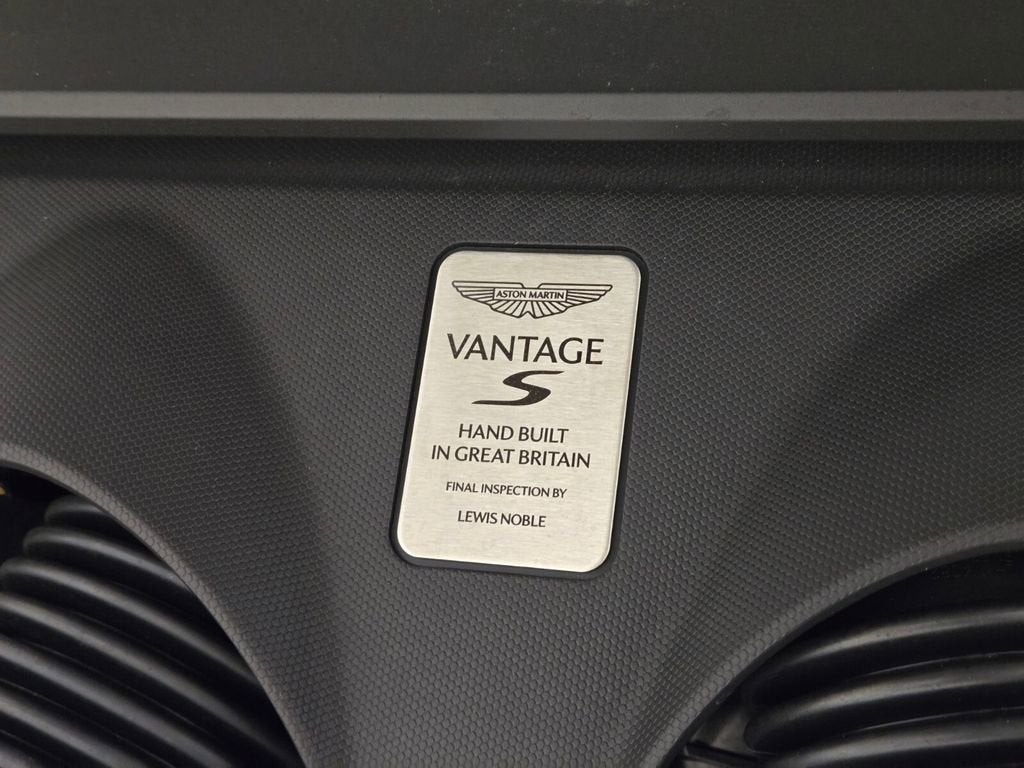 ASTON MARTIN
VANTAGE
S
HAND BUILT
IN GREAT BRITAIN
FINAL INSPECTION BY
LEWIS NOBLE